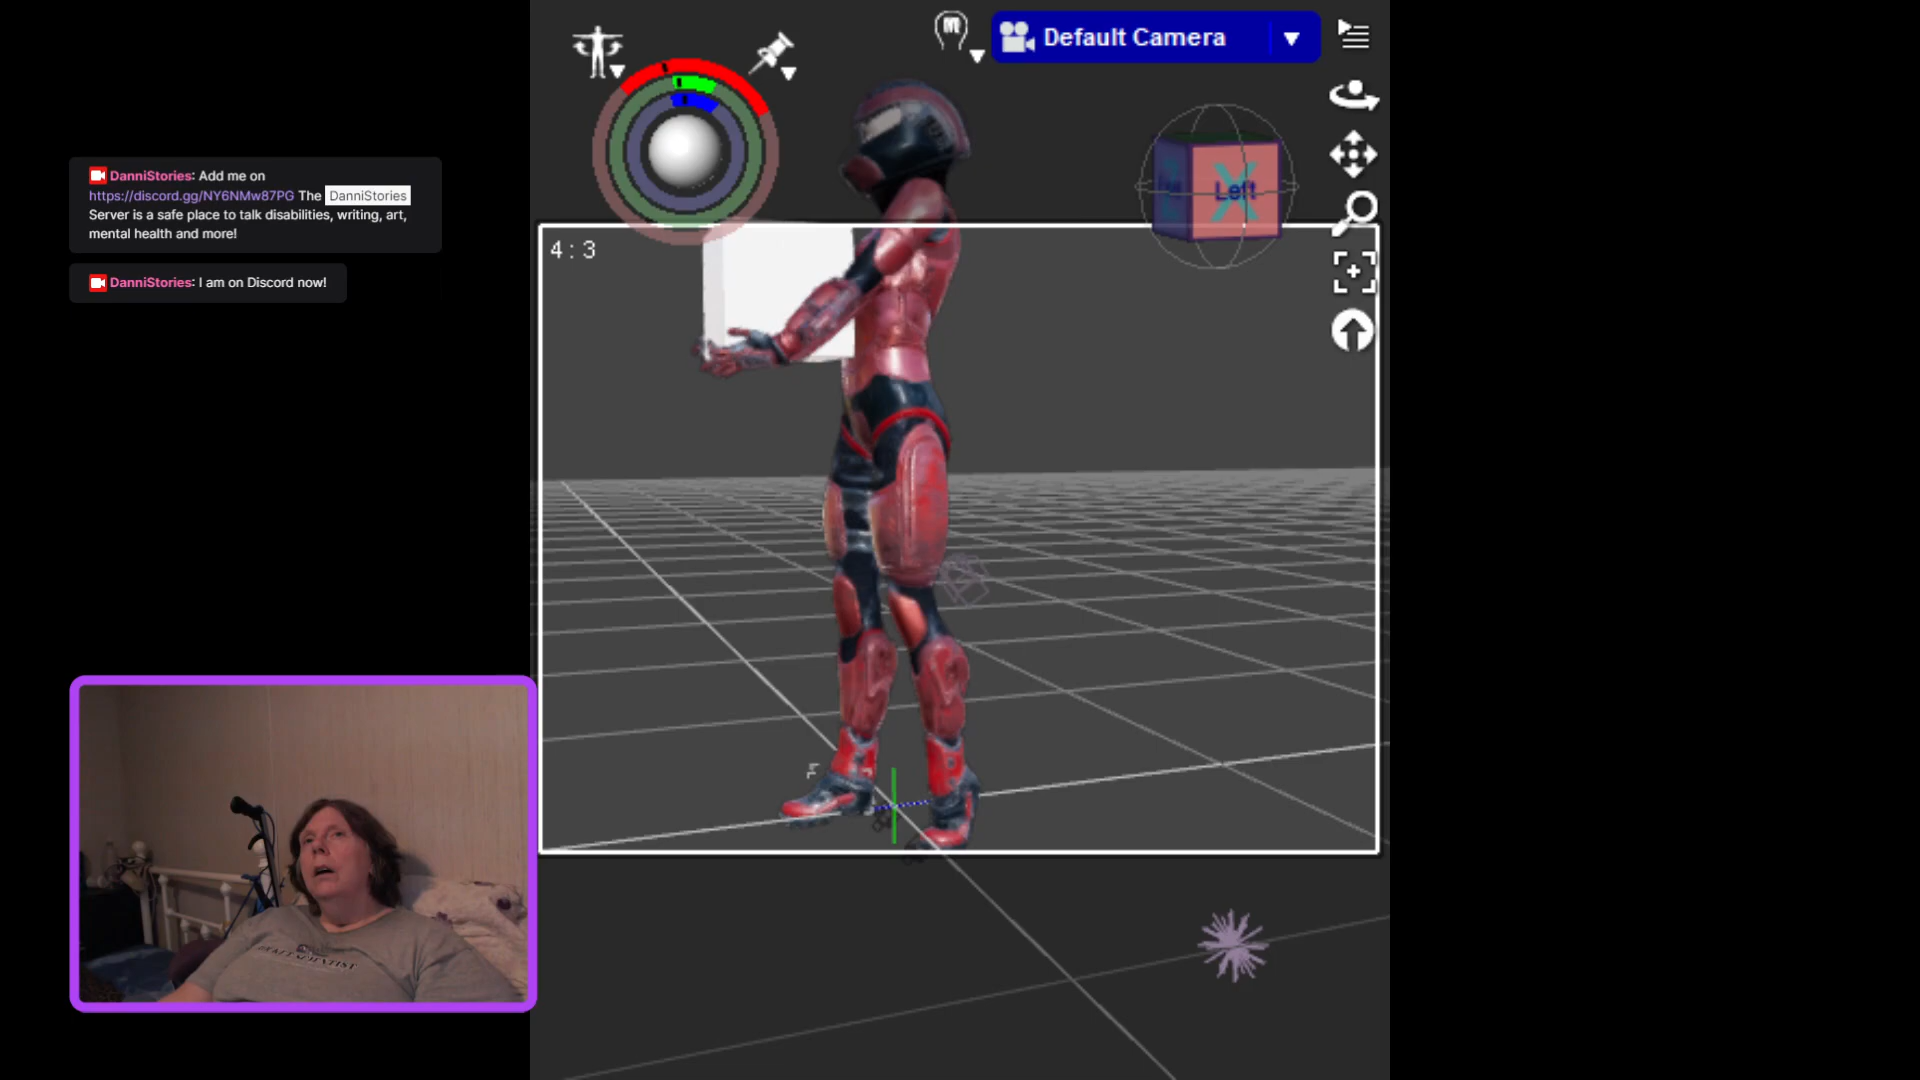 Default Camera
DanniStories: Add me on
https://discord.gg/NY6NMw87PG The DanniStories
Server is a safe place to talk disabilities, writing, art,
mental health and more!
Left
4:3
DanniStories: I am on Discord now!